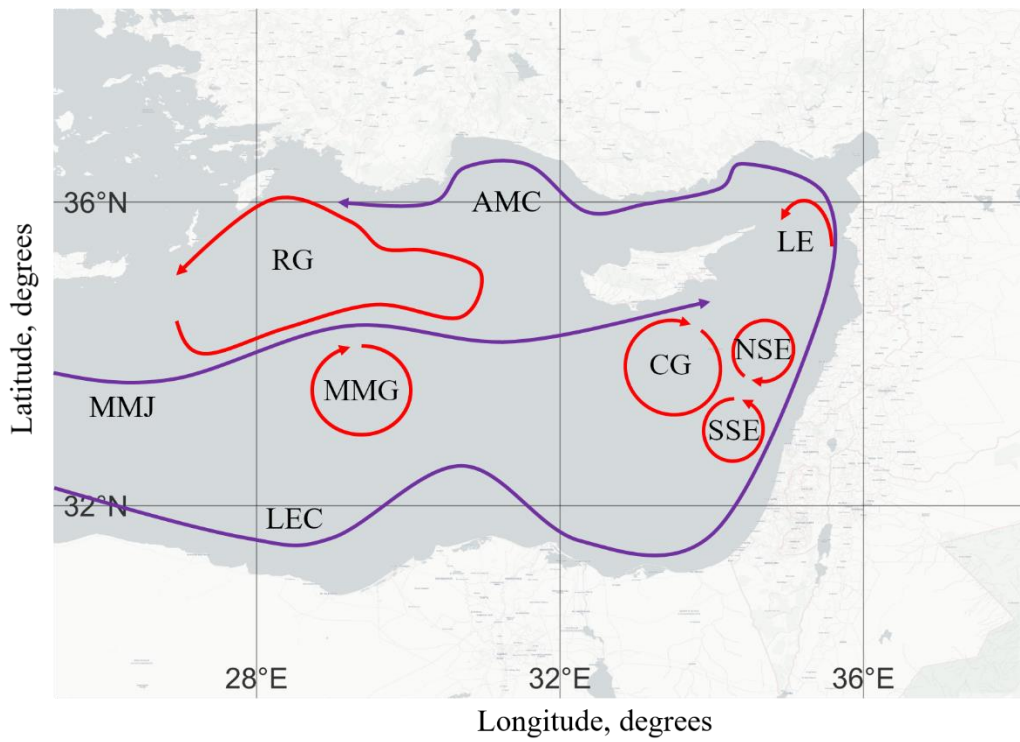 36°N
AMC
RG
LE
Latitude, degrees
NSE
CG
MMG
MMJ
SSE
32°N
LEC
28°E
32°E
36°E
Longitude, degrees